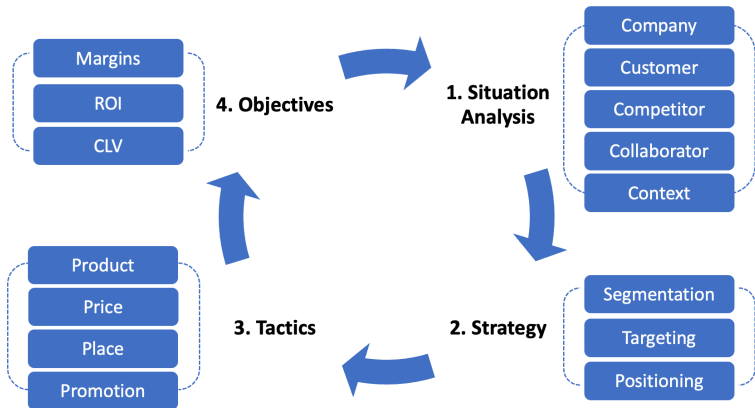 Margins
ROI
CLV
4. Objectives
1. Situation
Analysis
Company
Customer
Competitor
Collaborator
Context
Product
Price
Place
Promotion
3. Tactics
2. Strategy
Segmentation
Targeting
Positioning